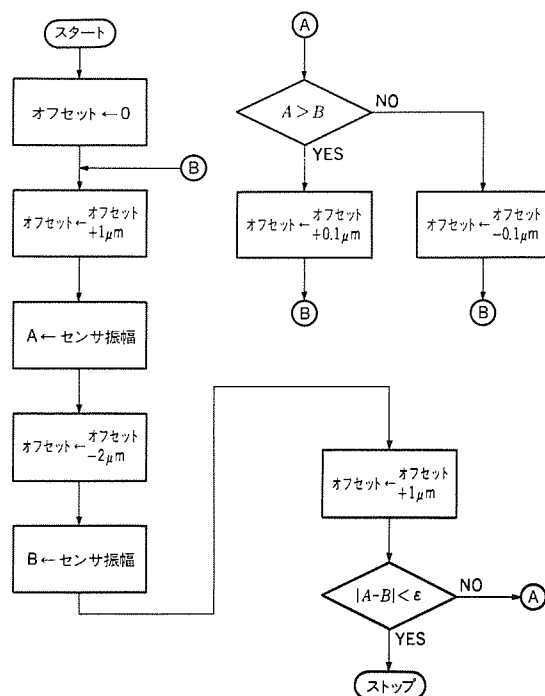 スタート
オフセット ← 0
B
オフセット ← オフセット
+1μm
A ← センサ振幅
オフセット ← オフセット
-2μm
B ← センサ振幅
A
A > B
NO
YES
オフセット ← オフセット
+0.1μm
オフセット ← オフセット
-0.1μm
B
B
オフセット ← オフセット
+1μm
|A-B| < ε
NO
A
YES
ストップ